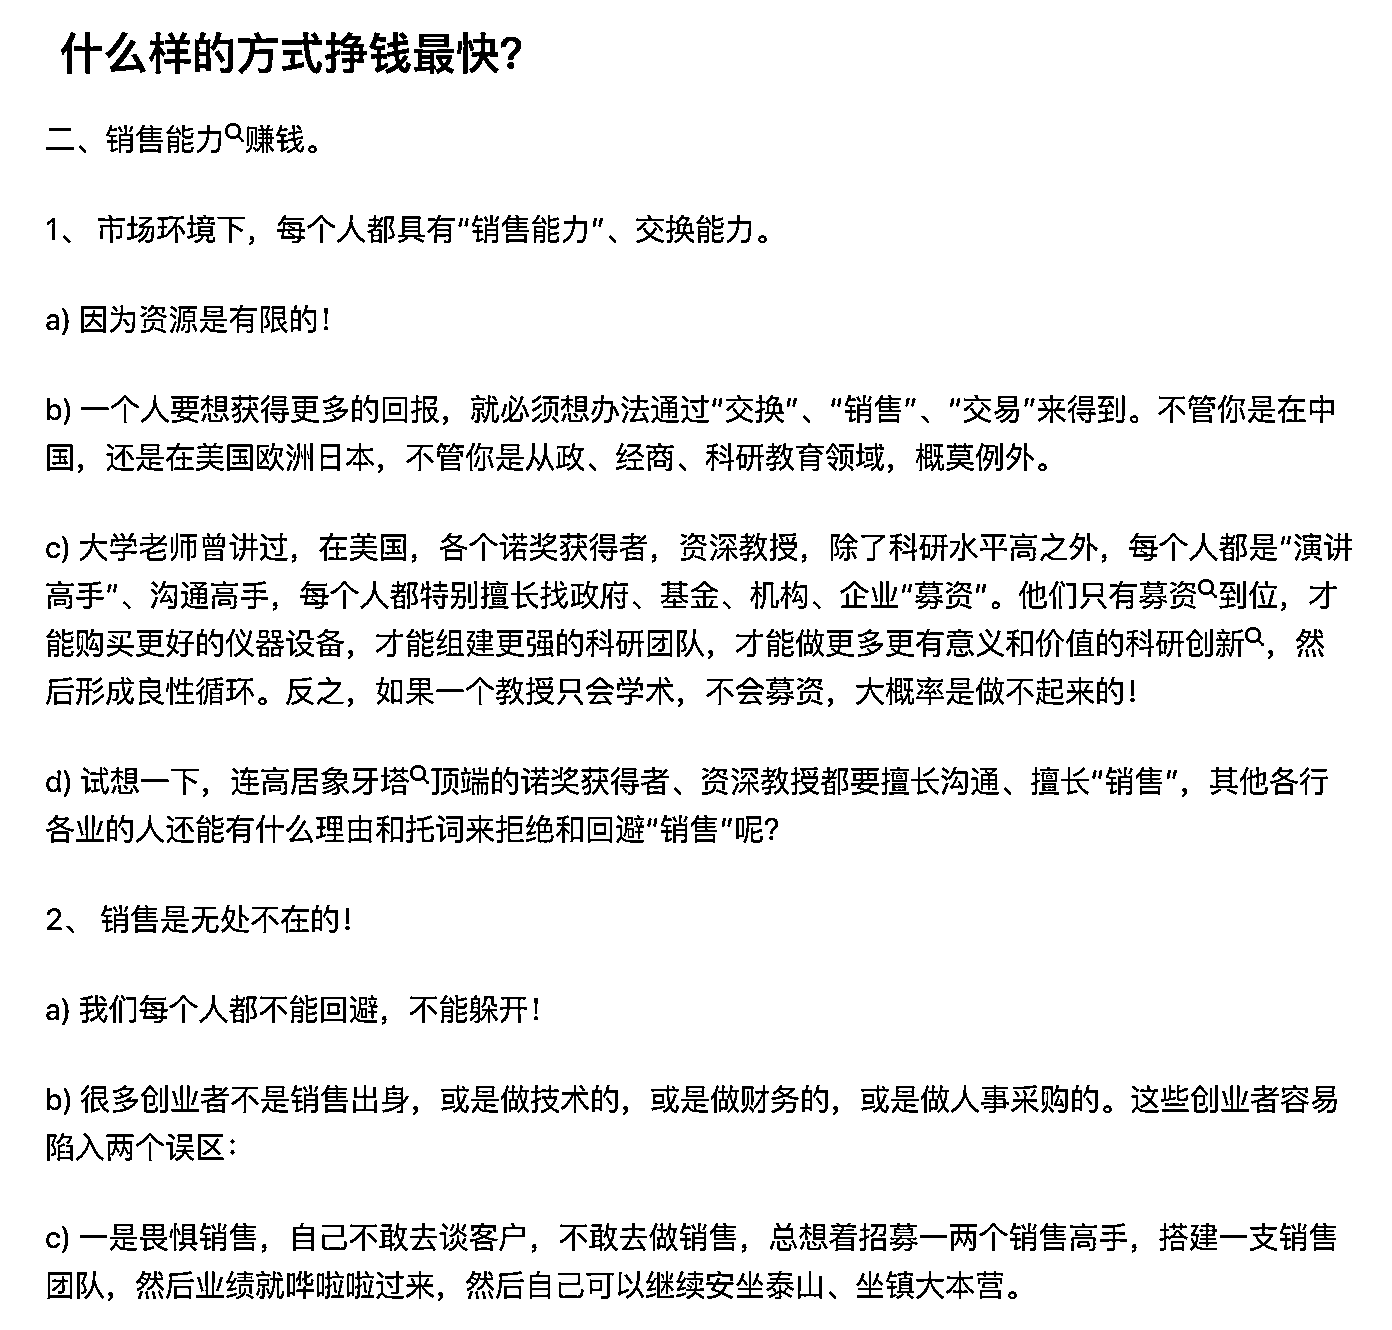 什么样的方式挣钱最快?
二、销售能力赚钱。
1、 市场环境下，每个人都具有“销售能力”、交换能力。
a) 因为资源是有限的！
b) 一个人要想获得更多的回报，就必须想办法通过“交换”、“销售”、“交易”来得到。不管你是在中
国，还是在美国欧洲日本，不管你是从政、经商、科研教育领域，概莫例外。
c) 大学老师曾讲过，在美国，各个诺奖获得者，资深教授，除了科研水平高之外，每个人都是“演讲
高手”、沟通高手，每个人都特别擅长找政府、基金、机构、企业“募资”。他们只有募资到位，才
能购买更好的仪器设备，才能组建更强的科研团队，才能做更多更有意义和价值的科研创新，然
后形成良性循环。反之，如果一个教授只会学术，不会募资，大概率是做不起来的！
d) 试想一下，连高居象牙塔顶端的诺奖获得者、资深教授都要擅长沟通、擅长“销售”，其他各行
各业的人还能有什么理由和托词来拒绝和回避“销售”呢？
2、 销售是无处不在的！
a) 我们每个人都不能回避，不能躲开！
b) 很多创业者不是销售出身，或是做技术的，或是做财务的，或是做人事采购的。这些创业者容易
陷入两个误区：
c) 一是畏惧销售，自己不敢去谈客户，不敢去做销售，总想着招募一两个销售高手，搭建一支销售
团队，然后业绩就哗啦啦过来，然后自己可以继续安坐泰山、坐镇大本营。